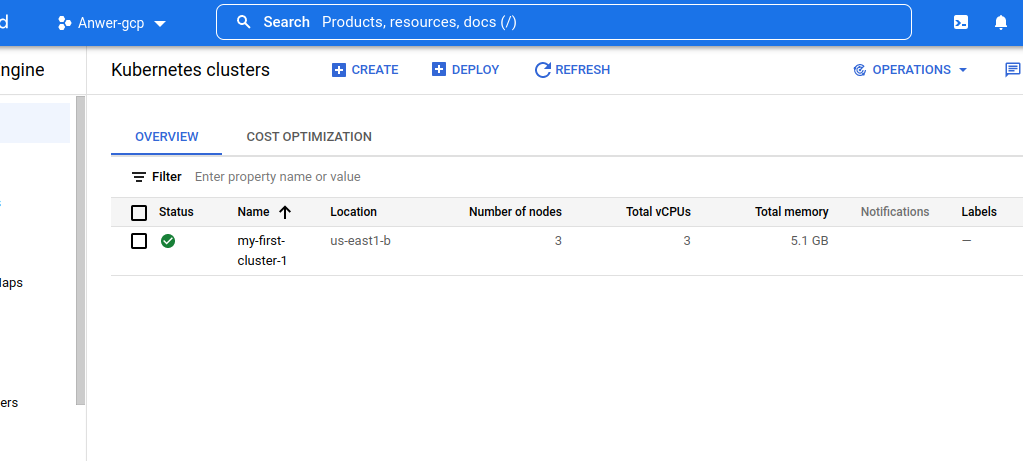 d Anwer-gcp Search Products, resources, docs (/)
ngine Kubernetes clusters CREATE DEPLOY REFRESH OPERATIONS
OVERVIEW COST OPTIMIZATION
Filter Enter property name or value
Status Name Location Number of nodes Total vCPUs Total memory Notifications Labels
my-first- us-east1-b 3 3 5.1 GB —
cluster-1
laps
ers